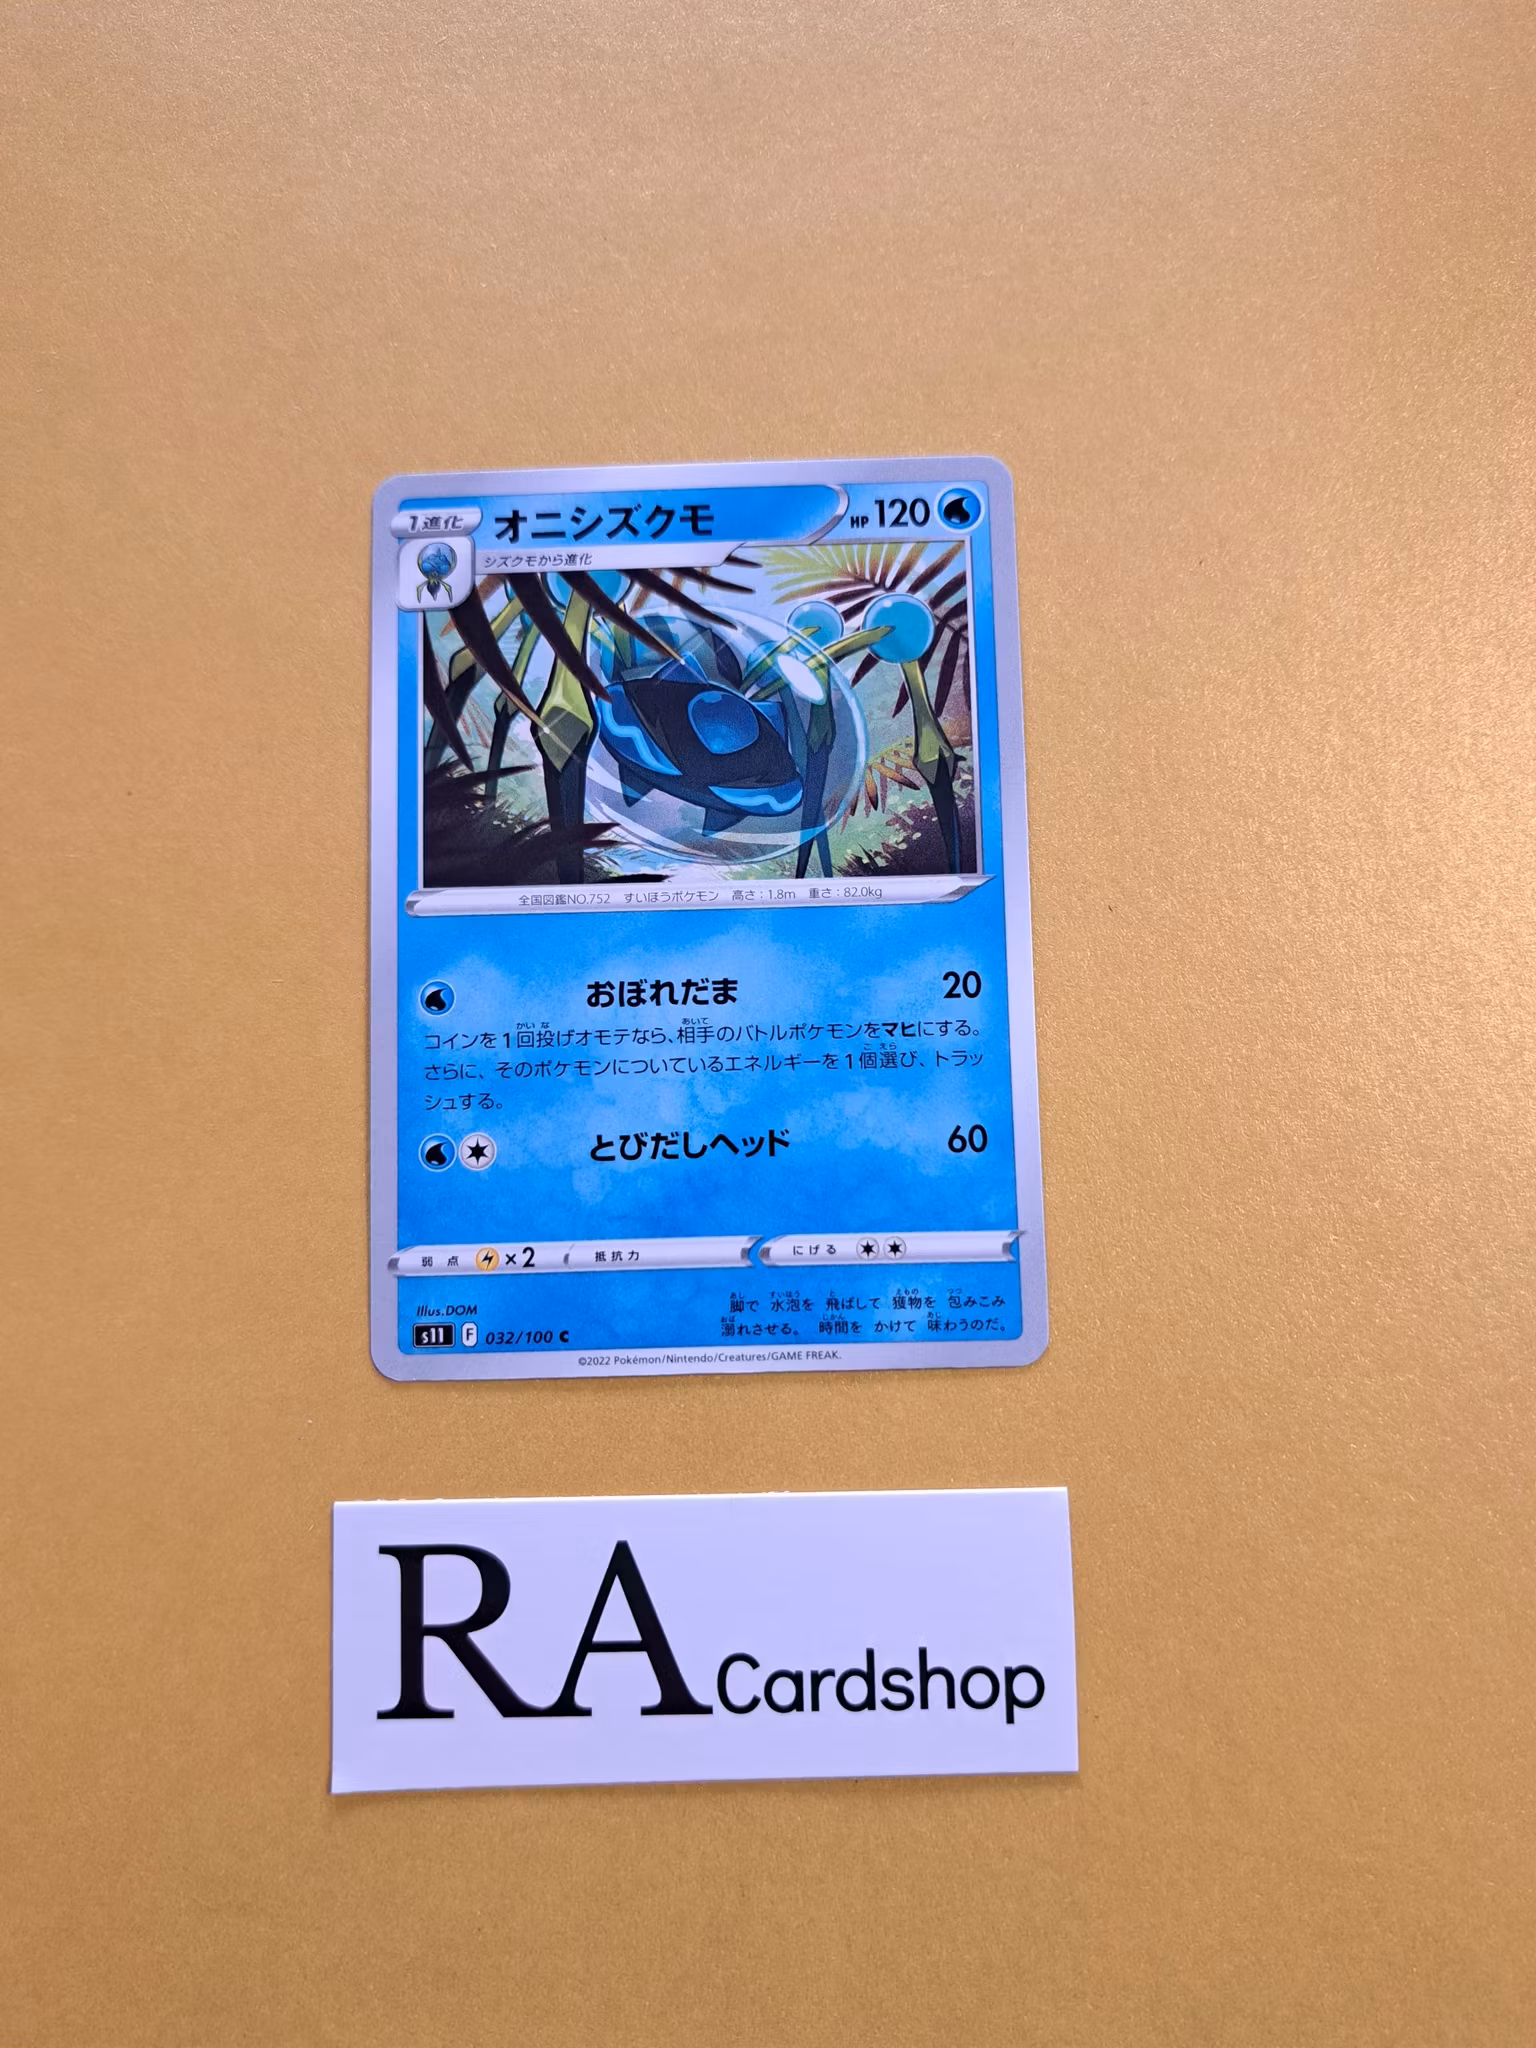 1進化
オニシズクモ
HP 120
シズクモから進化
全国図鑑NO.752 すいほうポケモン 高さ:1.8m 重さ:82.0kg
おぼれだま 20
コインを1回投げオモテなら、相手のバトルポケモンをマヒにする。
さらに、そのポケモンについているエネルギーを1個選び、トラッ
シュする。
とびだしヘッド 60
弱点 ×2 抵抗力 にげる
Illus.DOM
脚で 水泡を 飛ばして 獲物を 包みこみ
溺れさせる。 時間を かけて 味わうのだ。
s11 F 032/100 C
©2022 Pokémon/Nintendo/Creatures/GAME FREAK.
RA Cardshop